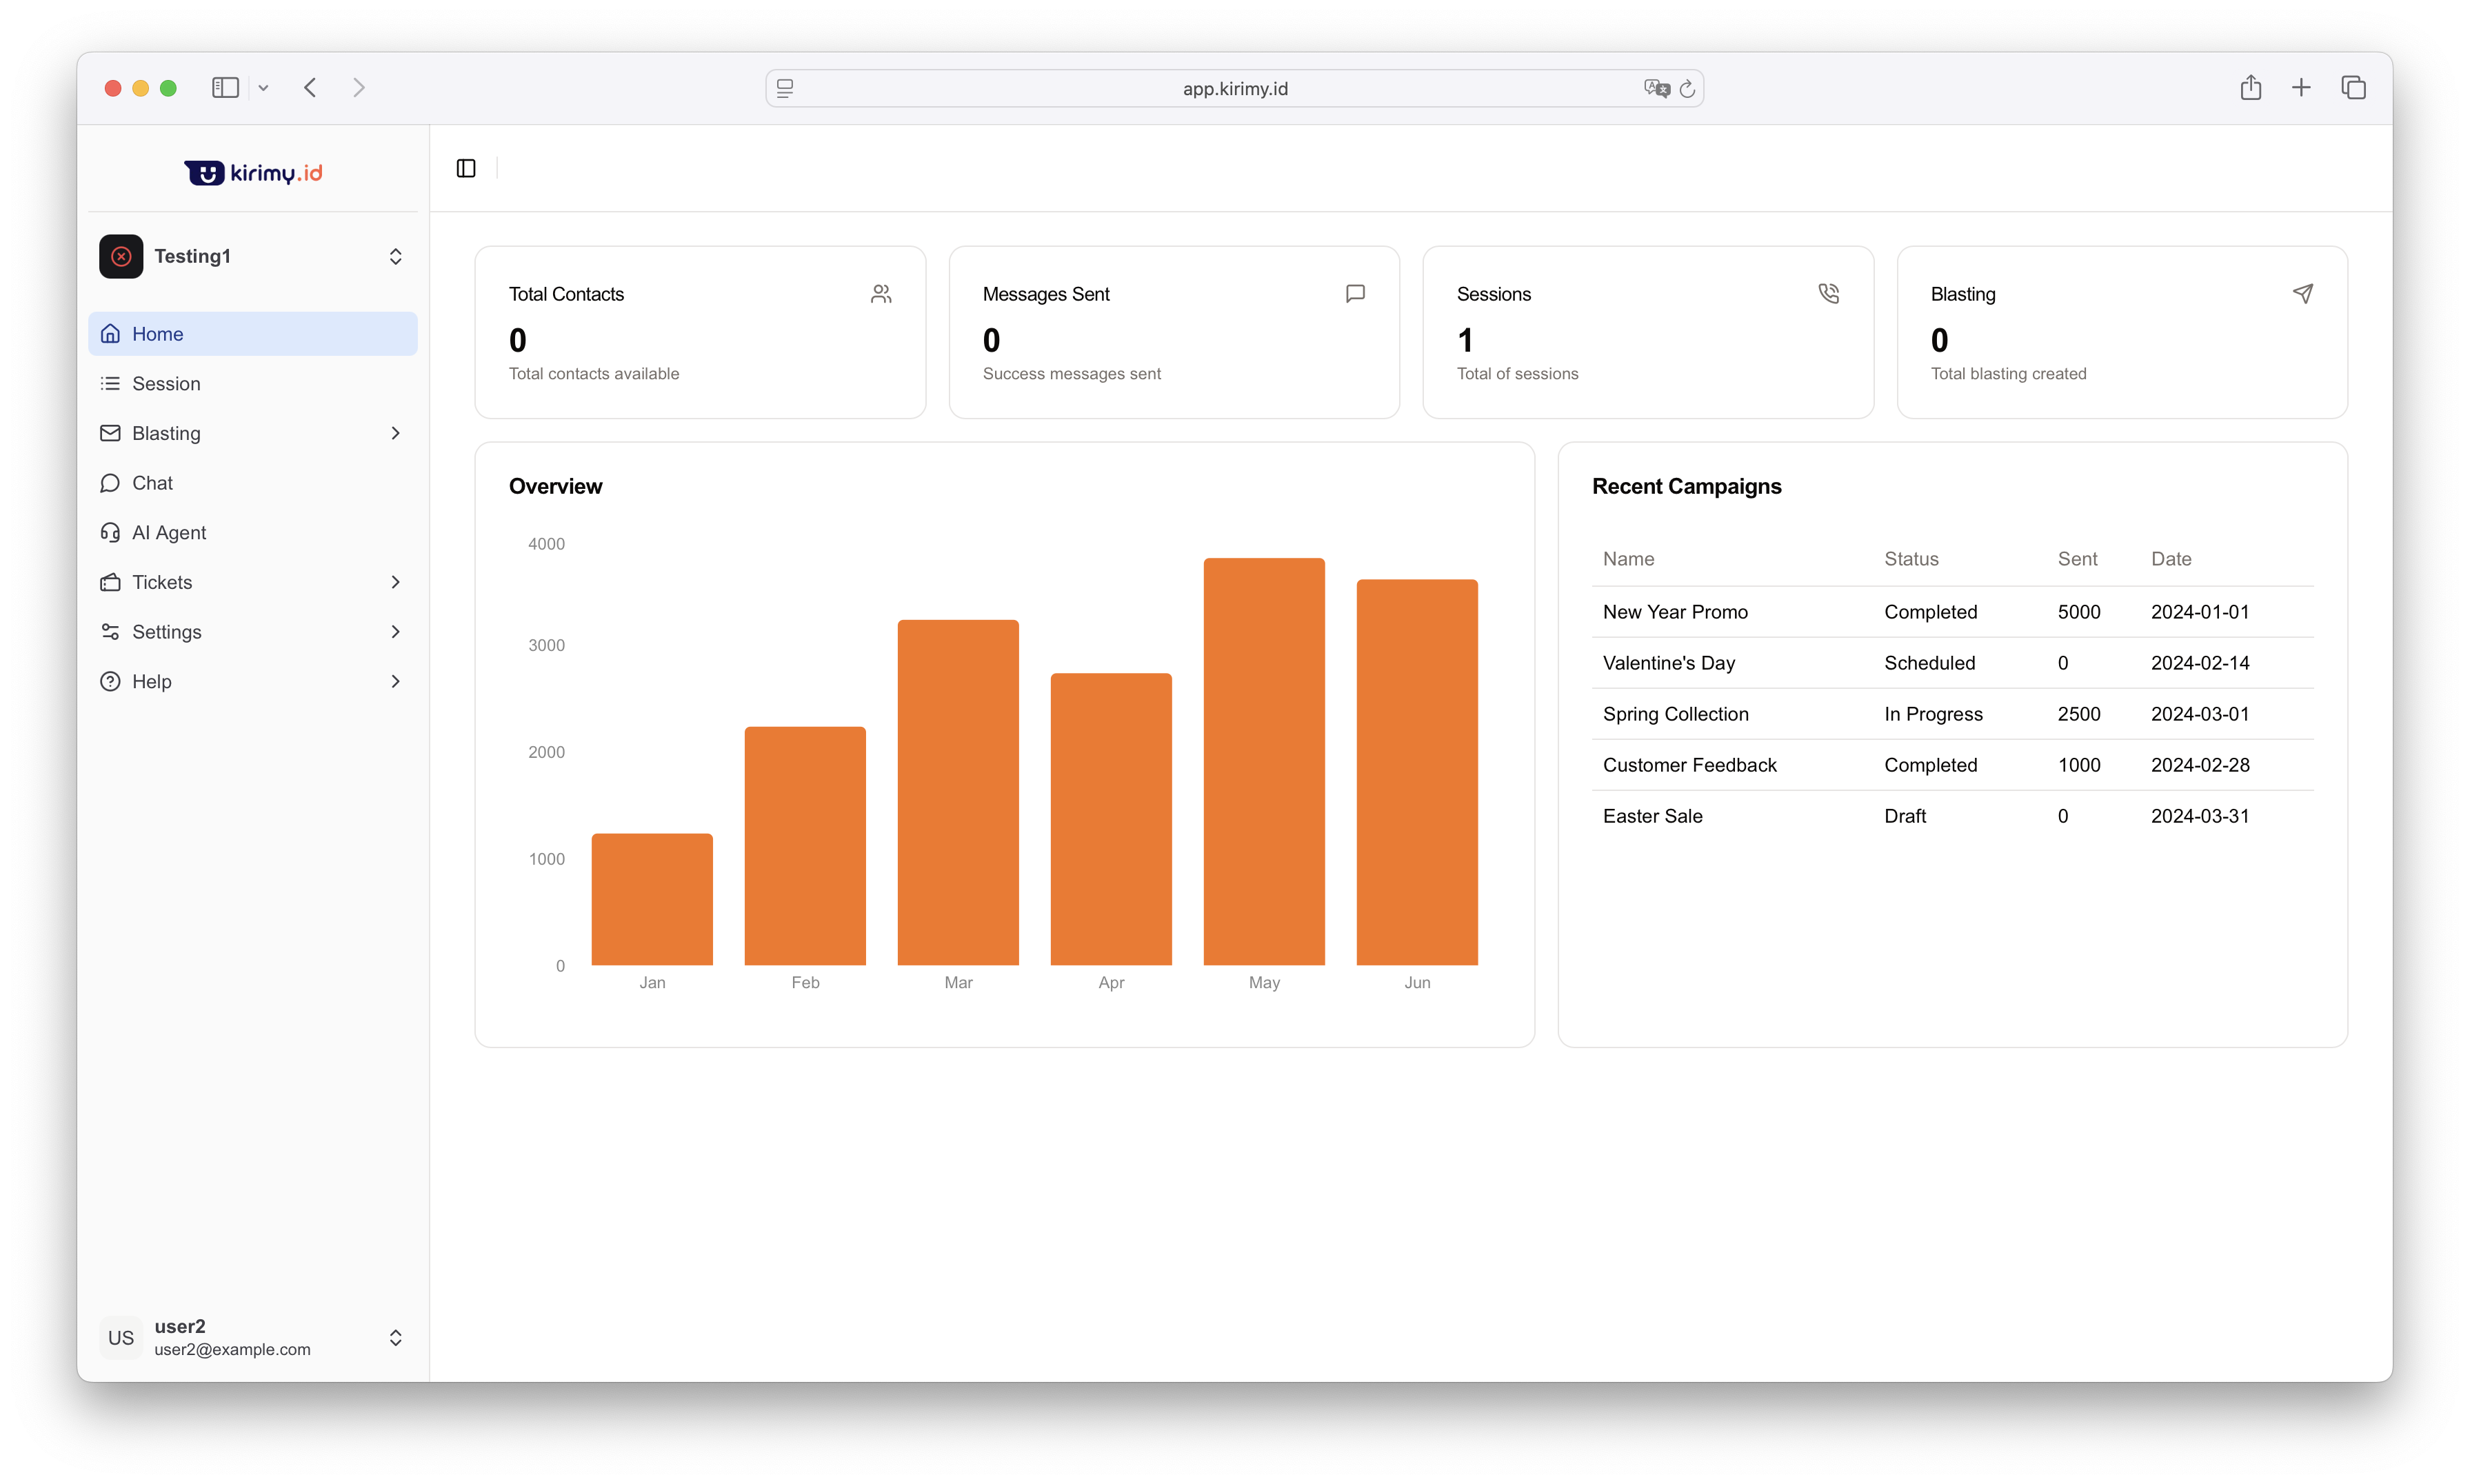 app.kirimy.id
kirimy.id
Testing1
Home
Session
Blasting
Chat
AI Agent
Tickets
Settings
Help
US
user2
user2@example.com
Total Contacts
0
Total contacts available
Messages Sent
0
Success messages sent
Sessions
1
Total of sessions
Blasting
0
Total blasting created
Overview
4000
3000
2000
1000
0
Jan Feb Mar Apr May Jun
Recent Campaigns
Name Status Sent Date
New Year Promo Completed 5000 2024-01-01
Valentine's Day Scheduled 0 2024-02-14
Spring Collection In Progress 2500 2024-03-01
Customer Feedback Completed 1000 2024-02-28
Easter Sale Draft 0 2024-03-31